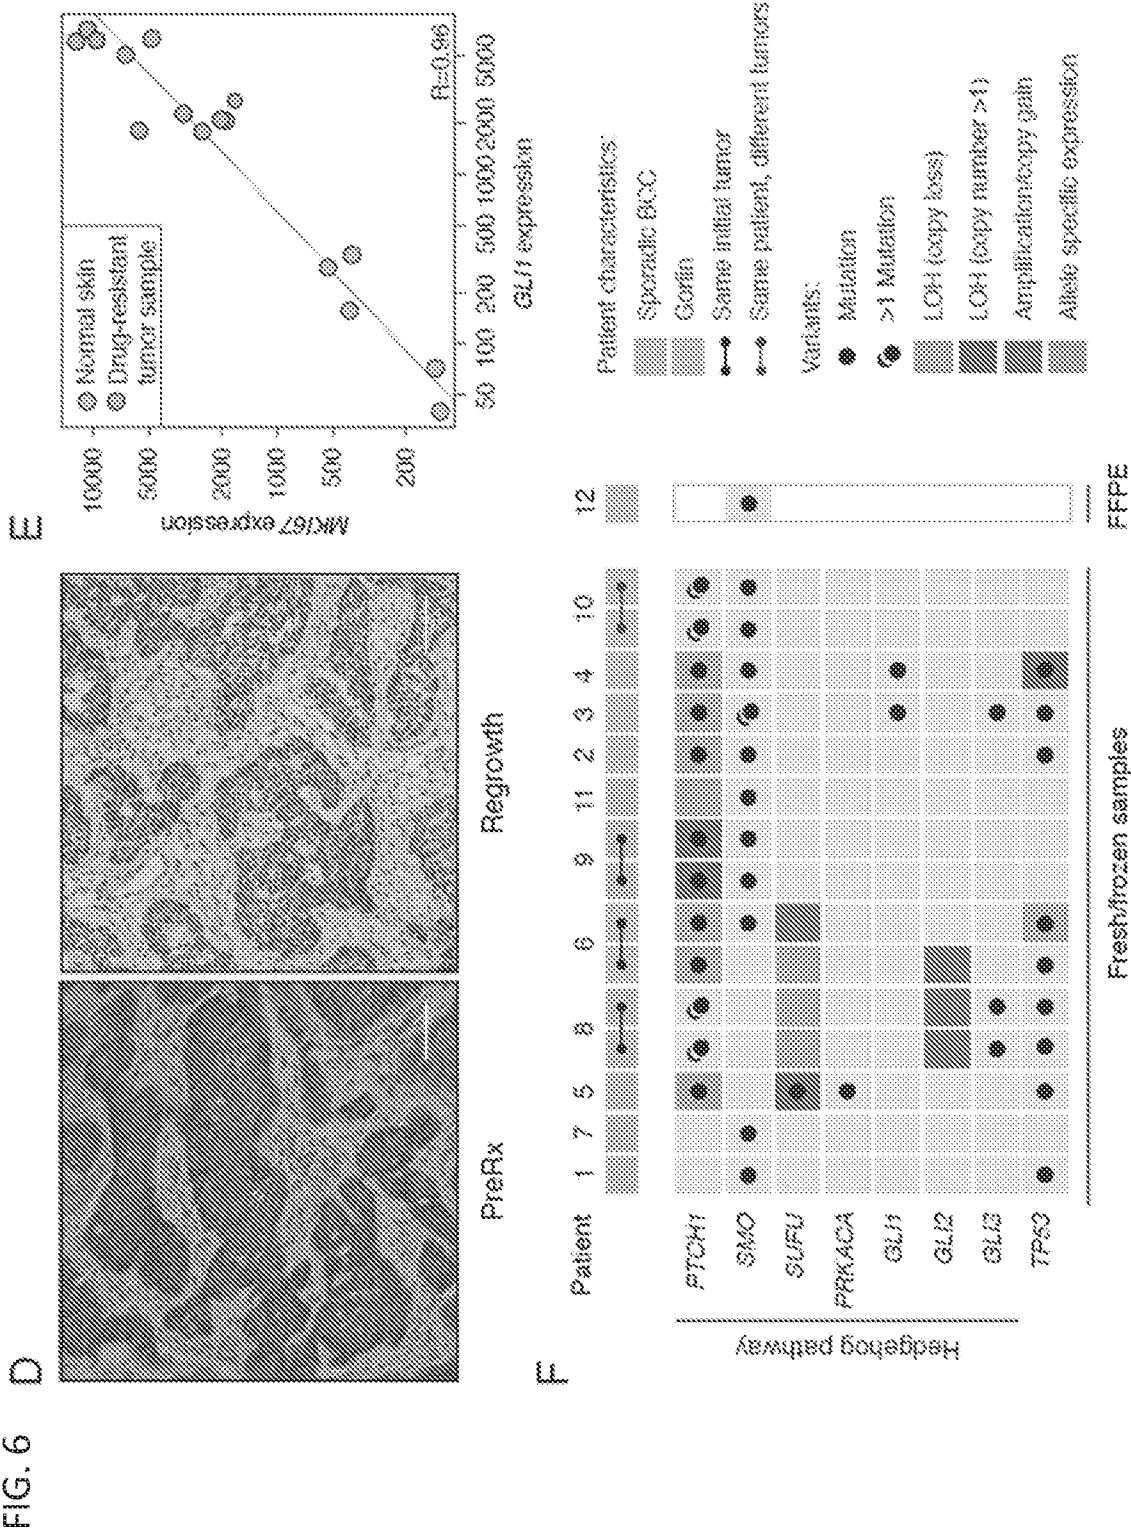 FIG. 6
D
PreRx
Regrowth
E
MKI67 expression
10000
5000
2000
1000
500
200
Normal skin
Drug-resistant
tumor sample
R=0.96
50 100 200 500 1000 2000 5000
GLI1 expression
F
Patient 1 7 5 8 6 9 11 2 3 4 10 12
Hedgehog pathway
PTCH1
SMO
SUFU
PRKACA
GLI1
GLI2
GLI3
TP53
Fresh/frozen samples
FFPE
Patient characteristics:
Sporadic BCC
Gorlin
Same initial tumor
Same patient, different tumors
Variants:
Mutation
>1 Mutation
LOH (copy loss)
LOH (copy number >1)
Amplification/copy gain
Allele specific expression